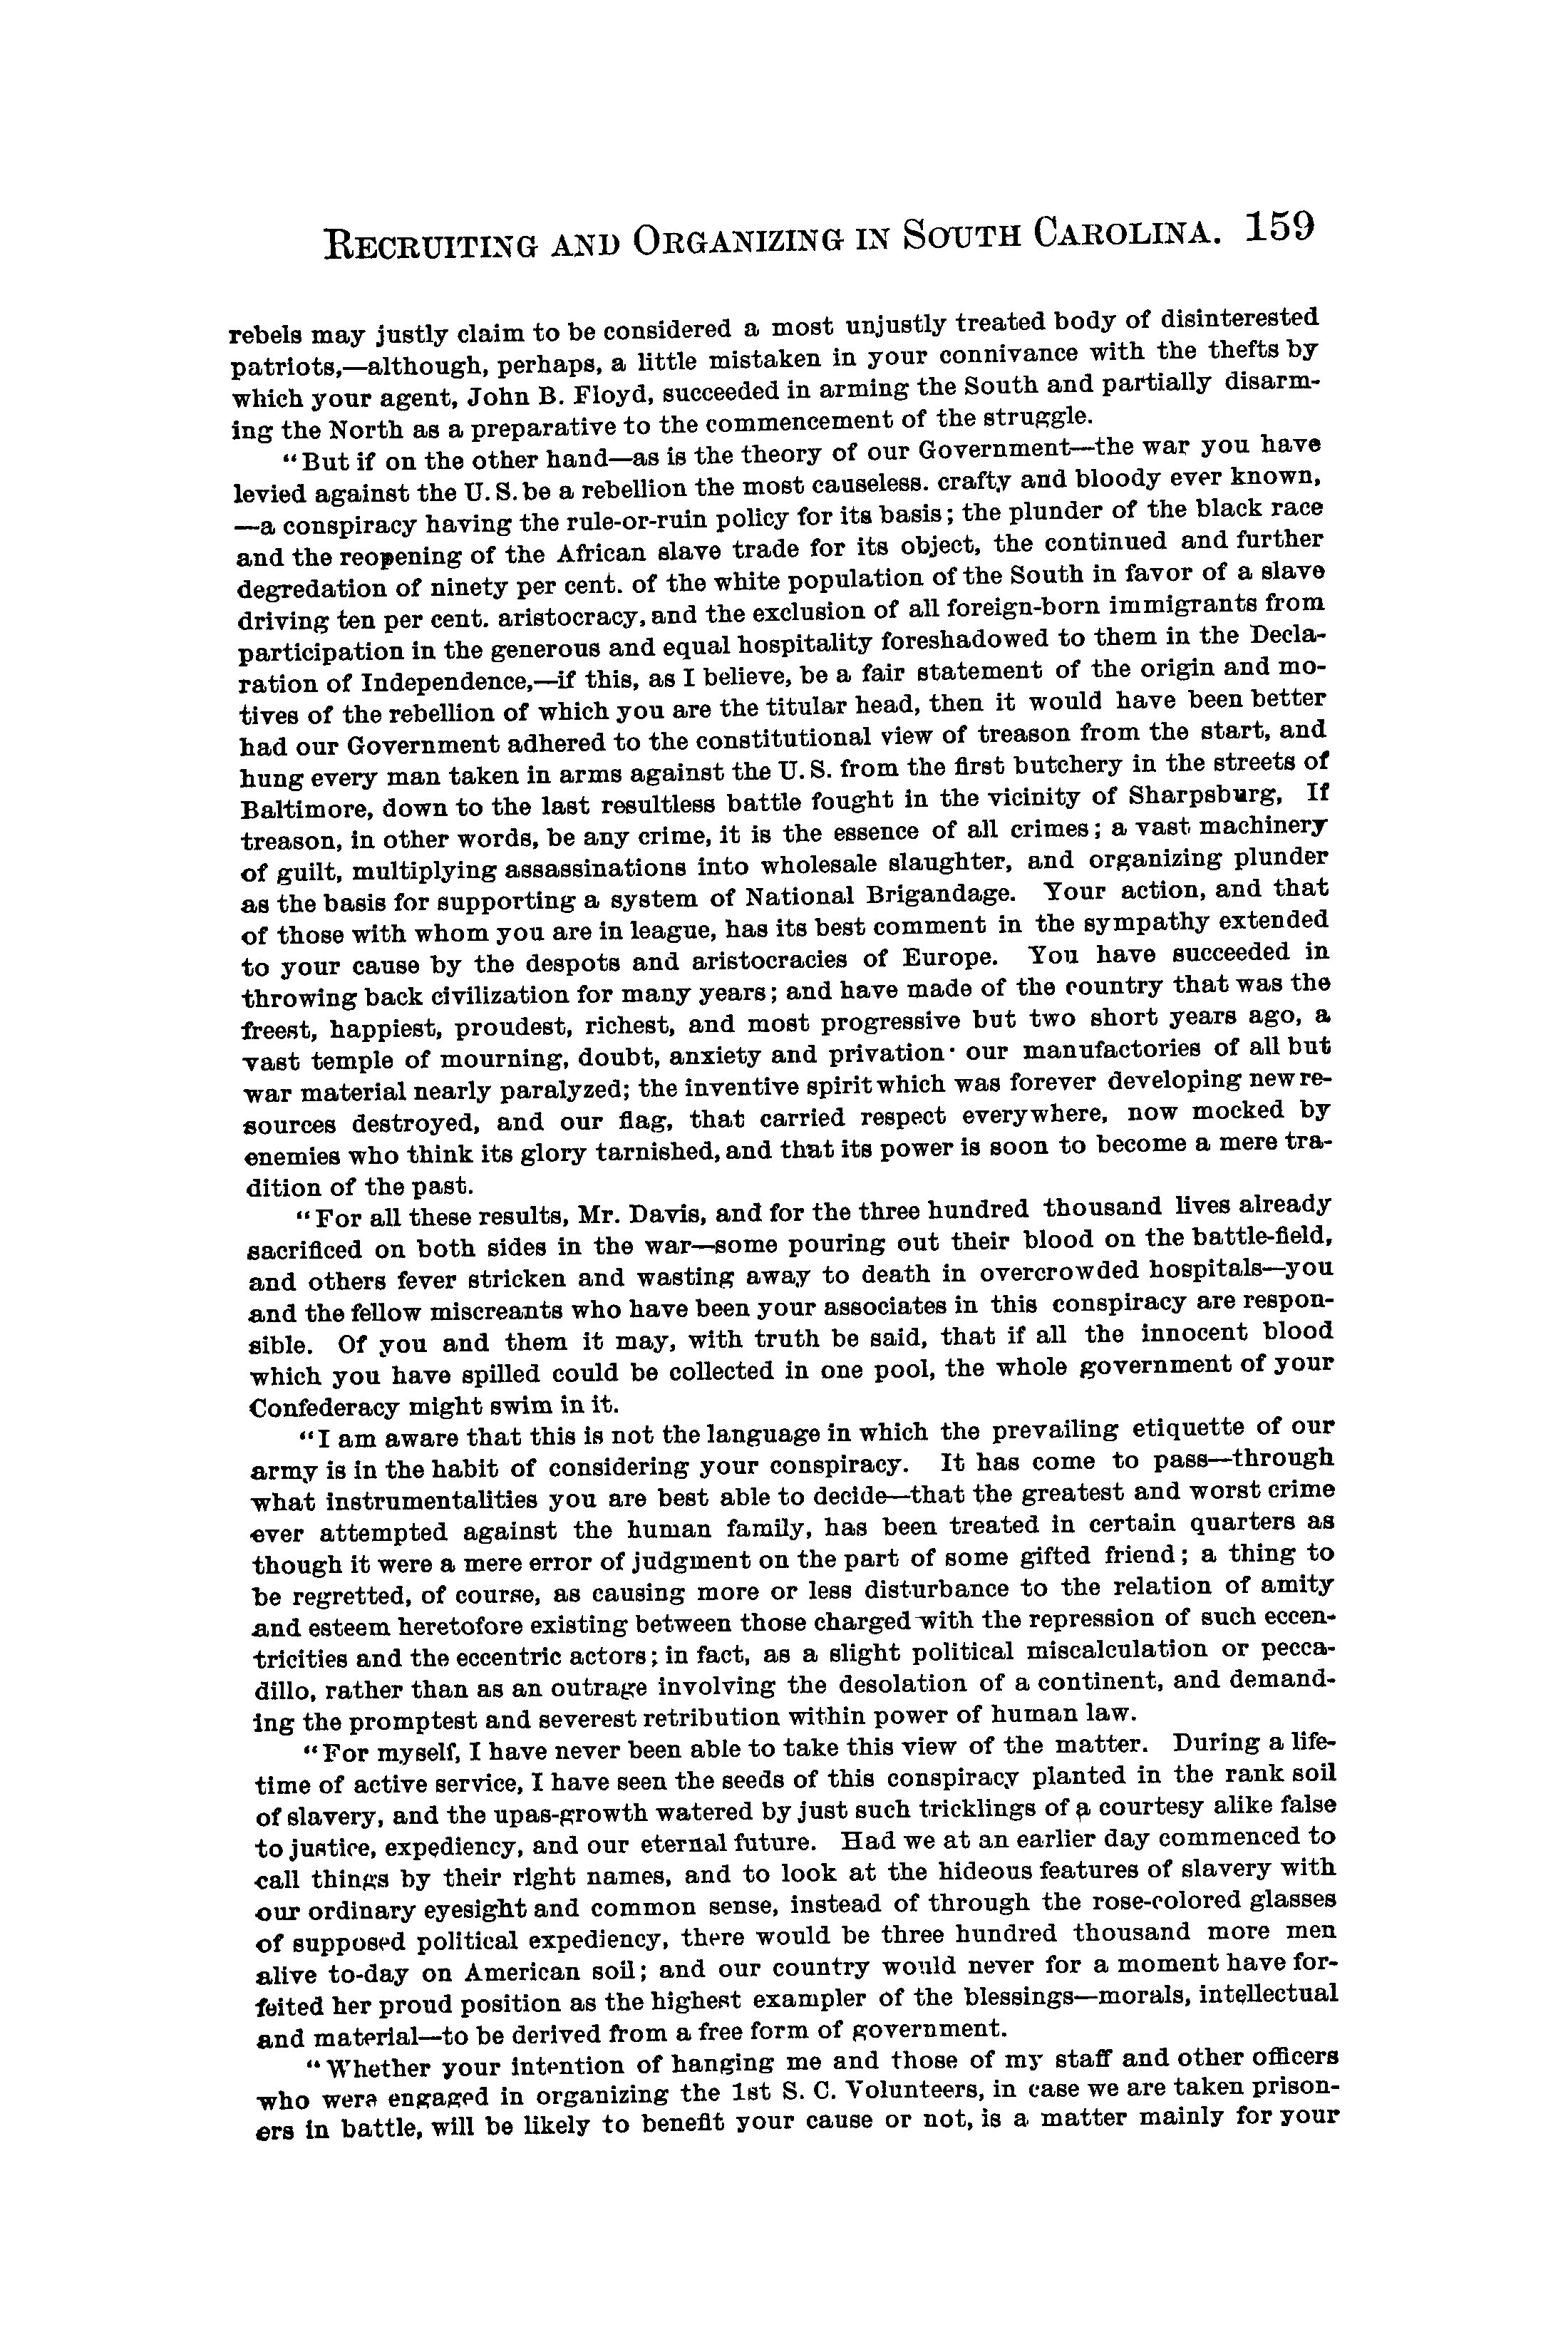 RECRUITING AND ORGANIZING IN SOUTH CAROLINA. 159
rebels may justly claim to be considered a most unjustly treated body of disinterested
patriots,—although, perhaps, a little mistaken in your connivance with the thefts by
which your agent, John B. Floyd, succeeded in arming the South and partially disarm-
ing the North as a preparative to the commencement of the struggle.
“But if on the other hand—as is the theory of our Government—the war you have
levied against the U. S. be a rebellion the most causeless. crafty and bloody ever known,
—a conspiracy having the rule-or-ruin policy for its basis; the plunder of the black race
and the reopening of the African slave trade for its object, the continued and further
degredation of ninety per cent. of the white population of the South in favor of a slave
driving ten per cent. aristocracy, and the exclusion of all foreign-born immigrants from
participation in the generous and equal hospitality foreshadowed to them in the Decla-
ration of Independence,—if this, as I believe, be a fair statement of the origin and mo-
tives of the rebellion of which you are the titular head, then it would have been better
had our Government adhered to the constitutional view of treason from the start, and
hung every man taken in arms against the U. S. from the first butchery in the streets of
Baltimore, down to the last resultless battle fought in the vicinity of Sharpsburg, If
treason, in other words, be any crime, it is the essence of all crimes; a vast machinery
of guilt, multiplying assassinations into wholesale slaughter, and organizing plunder
as the basis for supporting a system of National Brigandage. Your action, and that
of those with whom you are in league, has its best comment in the sympathy extended
to your cause by the despots and aristocracies of Europe. You have succeeded in
throwing back civilization for many years; and have made of the country that was the
freest, happiest, proudest, richest, and most progressive but two short years ago, a
vast temple of mourning, doubt, anxiety and privation· our manufactories of all but
war material nearly paralyzed; the inventive spirit which was forever developing new re-
sources destroyed, and our flag, that carried respect everywhere, now mocked by
enemies who think its glory tarnished, and that its power is soon to become a mere tra-
dition of the past.
“For all these results, Mr. Davis, and for the three hundred thousand lives already
sacrificed on both sides in the war—some pouring out their blood on the battle-field,
and others fever stricken and wasting away to death in overcrowded hospitals—you
and the fellow miscreants who have been your associates in this conspiracy are respon-
sible. Of you and them it may, with truth be said, that if all the innocent blood
which you have spilled could be collected in one pool, the whole government of your
Confederacy might swim in it.
“I am aware that this is not the language in which the prevailing etiquette of our
army is in the habit of considering your conspiracy. It has come to pass—through
what instrumentalities you are best able to decide—that the greatest and worst crime
ever attempted against the human family, has been treated in certain quarters as
though it were a mere error of judgment on the part of some gifted friend; a thing to
be regretted, of course, as causing more or less disturbance to the relation of amity
and esteem heretofore existing between those charged with the repression of such eccen-
tricities and the eccentric actors; in fact, as a slight political miscalculation or pecca-
dillo, rather than as an outrage involving the desolation of a continent, and demand-
ing the promptest and severest retribution within power of human law.
“For myself, I have never been able to take this view of the matter. During a life-
time of active service, I have seen the seeds of this conspiracy planted in the rank soil
of slavery, and the upas-growth watered by just such tricklings of a courtesy alike false
to justice, expediency, and our eternal future. Had we at an earlier day commenced to
call things by their right names, and to look at the hideous features of slavery with
our ordinary eyesight and common sense, instead of through the rose-colored glasses
of supposed political expediency, there would be three hundred thousand more men
alive to-day on American soil; and our country would never for a moment have for-
feited her proud position as the highest exampler of the blessings—morals, intellectual
and material—to be derived from a free form of government.
“Whether your intention of hanging me and those of my staff and other officers
who were engaged in organizing the 1st S. C. Volunteers, in case we are taken prison-
ers in battle, will be likely to benefit your cause or not, is a matter mainly for your